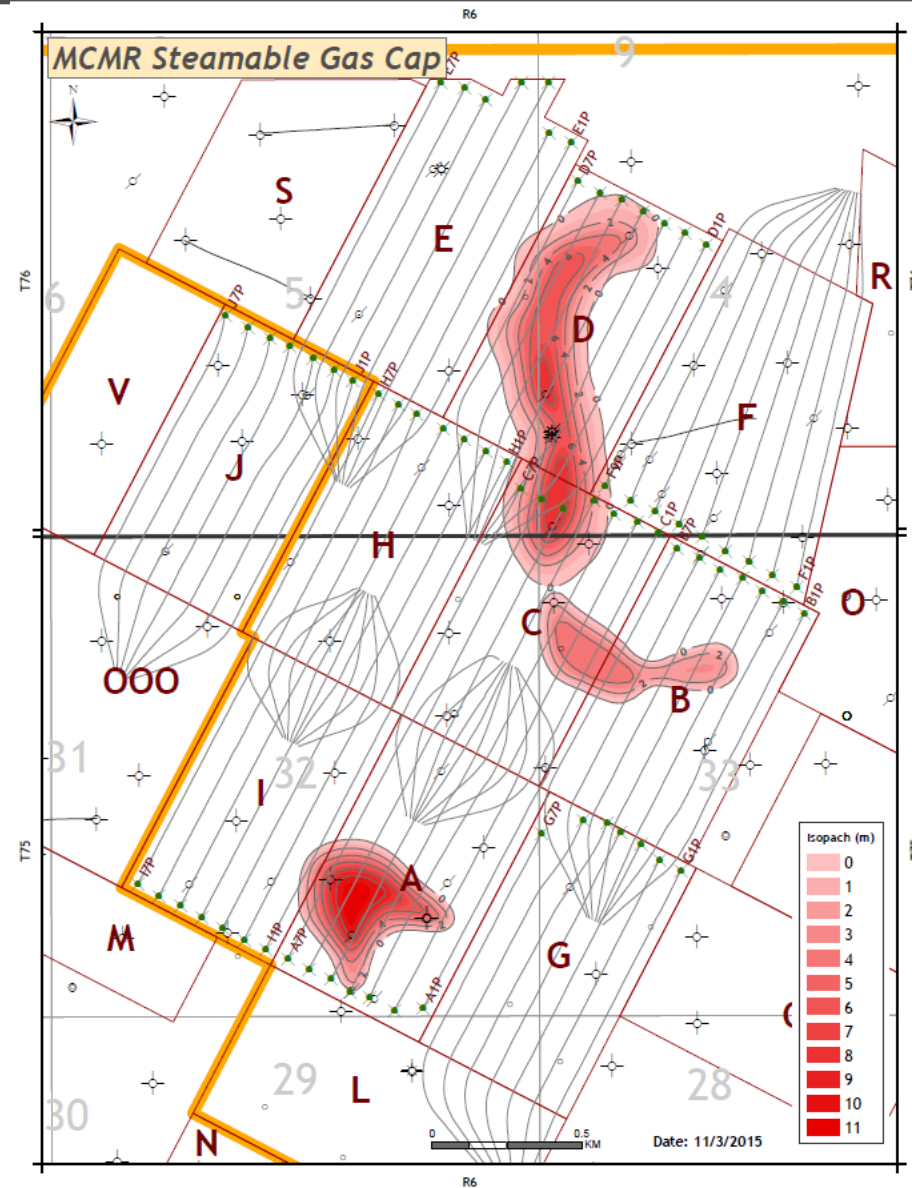 R6
MCMR Steamable Gas Cap
9
E7P
N
E1P
D7P
S
D1P
E
R
T76
6
5
4
J7P
D
J1P
H7P
V
F
J
H1P
C7P
F9P
C1P
B7P
H
F1P
B1P
O
C
OOO
B
31
32
33
I
G7P
G1P
T75
A
I7P
M
I1P
A7P
A1P
G
29
L
28
30
N
Isopach (m)
0
1
2
3
4
5
6
7
8
9
10
11
0 0.5
KM
Date: 11/3/2015
R6